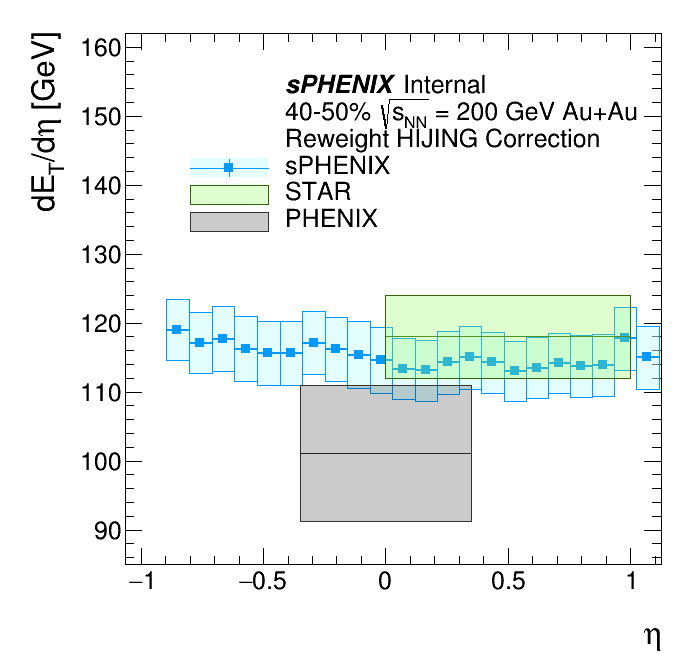 dE_T/dη [GeV]
160
150
140
130
120
110
100
90
sPHENIX Internal
40-50% √s_NN = 200 GeV Au+Au
Reweight HIJING Correction
sPHENIX
STAR
PHENIX
−1
−0.5
0
0.5
1
η